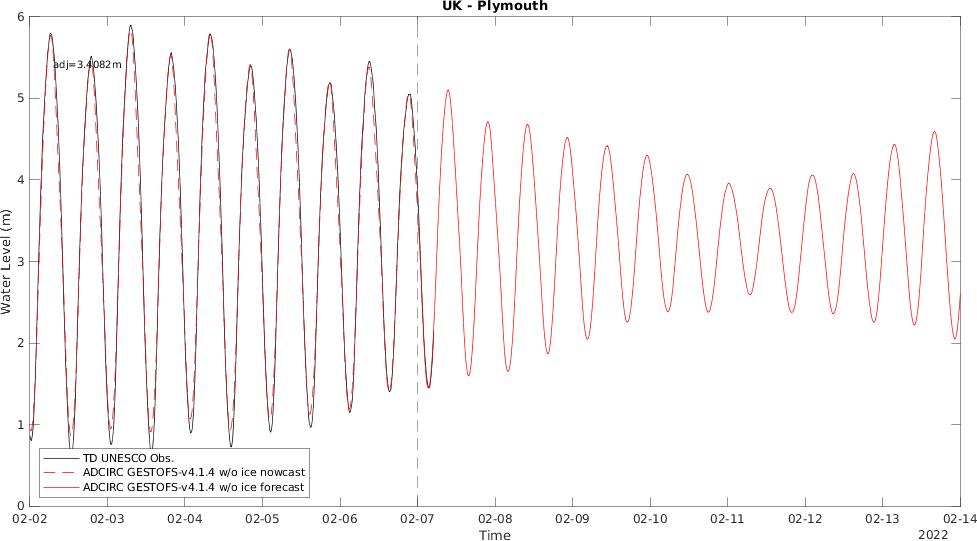 UK - Plymouth
6
adj=3.4082m
5
4
3
2
1
0
Water Level (m)
TD UNESCO Obs.
ADCIRC GESTOFS-v4.1.4 w/o ice nowcast
ADCIRC GESTOFS-v4.1.4 w/o ice forecast
02-02 02-03 02-04 02-05 02-06 02-07 02-08 02-09 02-10 02-11 02-12 02-13 02-14
Time
2022